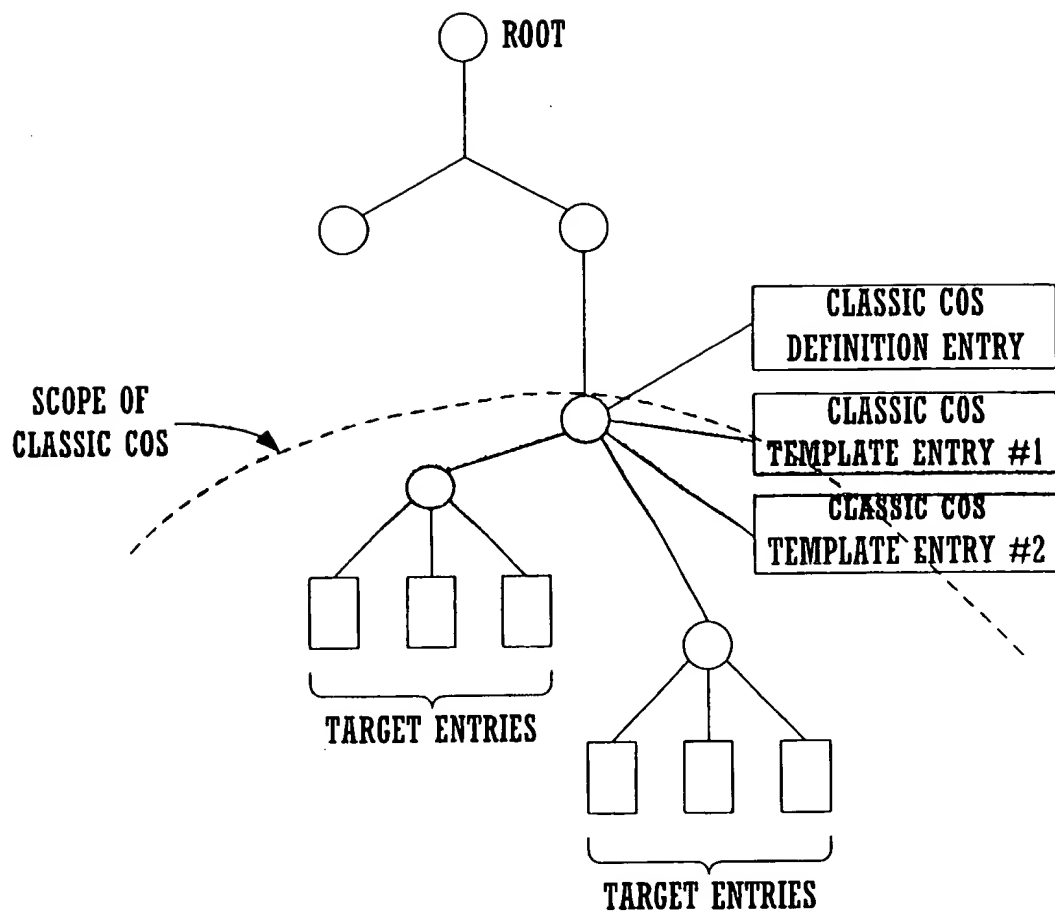 ROOT
CLASSIC COS
DEFINITION ENTRY
SCOPE OF
CLASSIC COS
CLASSIC COS
TEMPLATE ENTRY #1
CLASSIC COS
TEMPLATE ENTRY #2
TARGET ENTRIES
TARGET ENTRIES